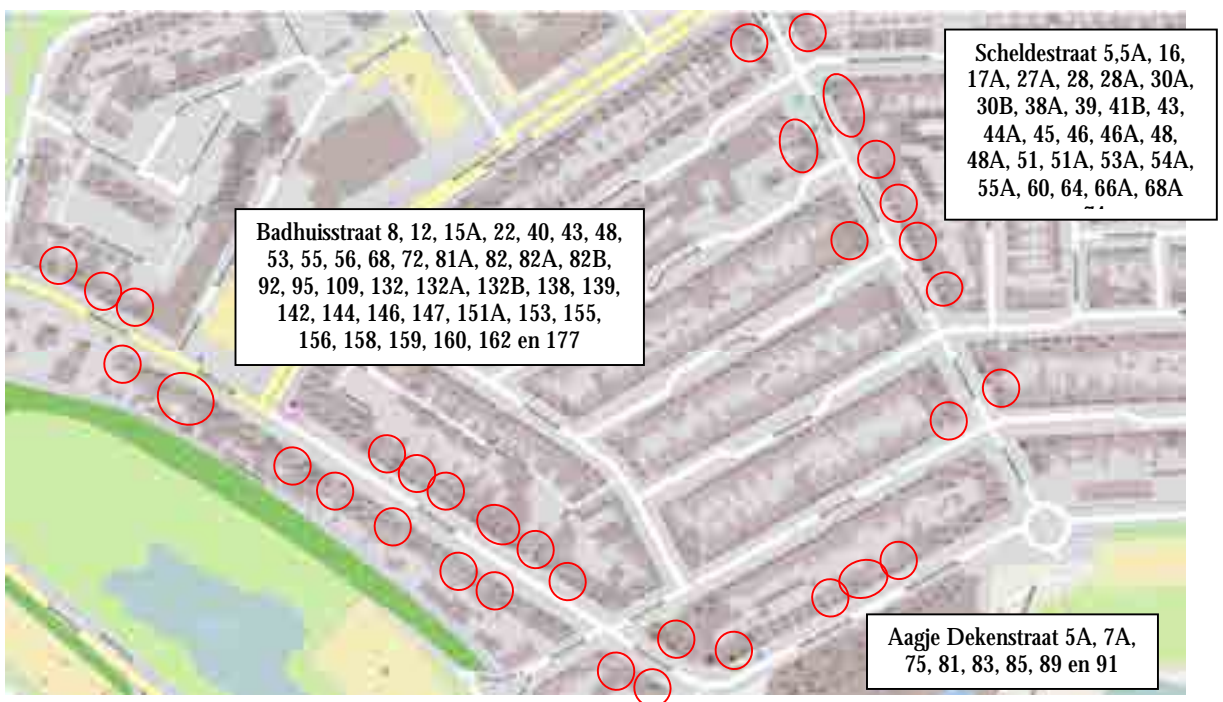 Scheldestraat 5,5A, 16,
17A, 27A, 28, 28A, 30A,
30B, 38A, 39, 41B, 43,
44A, 45, 46, 46A, 48,
48A, 51, 51A, 53A, 54A,
55A, 60, 64, 66A, 68A
Badhuisstraat 8, 12, 15A, 22, 40, 43, 48,
53, 55, 56, 68, 72, 81A, 82, 82A, 82B,
92, 95, 109, 132, 132A, 132B, 138, 139,
142, 144, 146, 147, 151A, 153, 155,
156, 158, 159, 160, 162 en 177
Aagje Dekenstraat 5A, 7A,
75, 81, 83, 85, 89 en 91